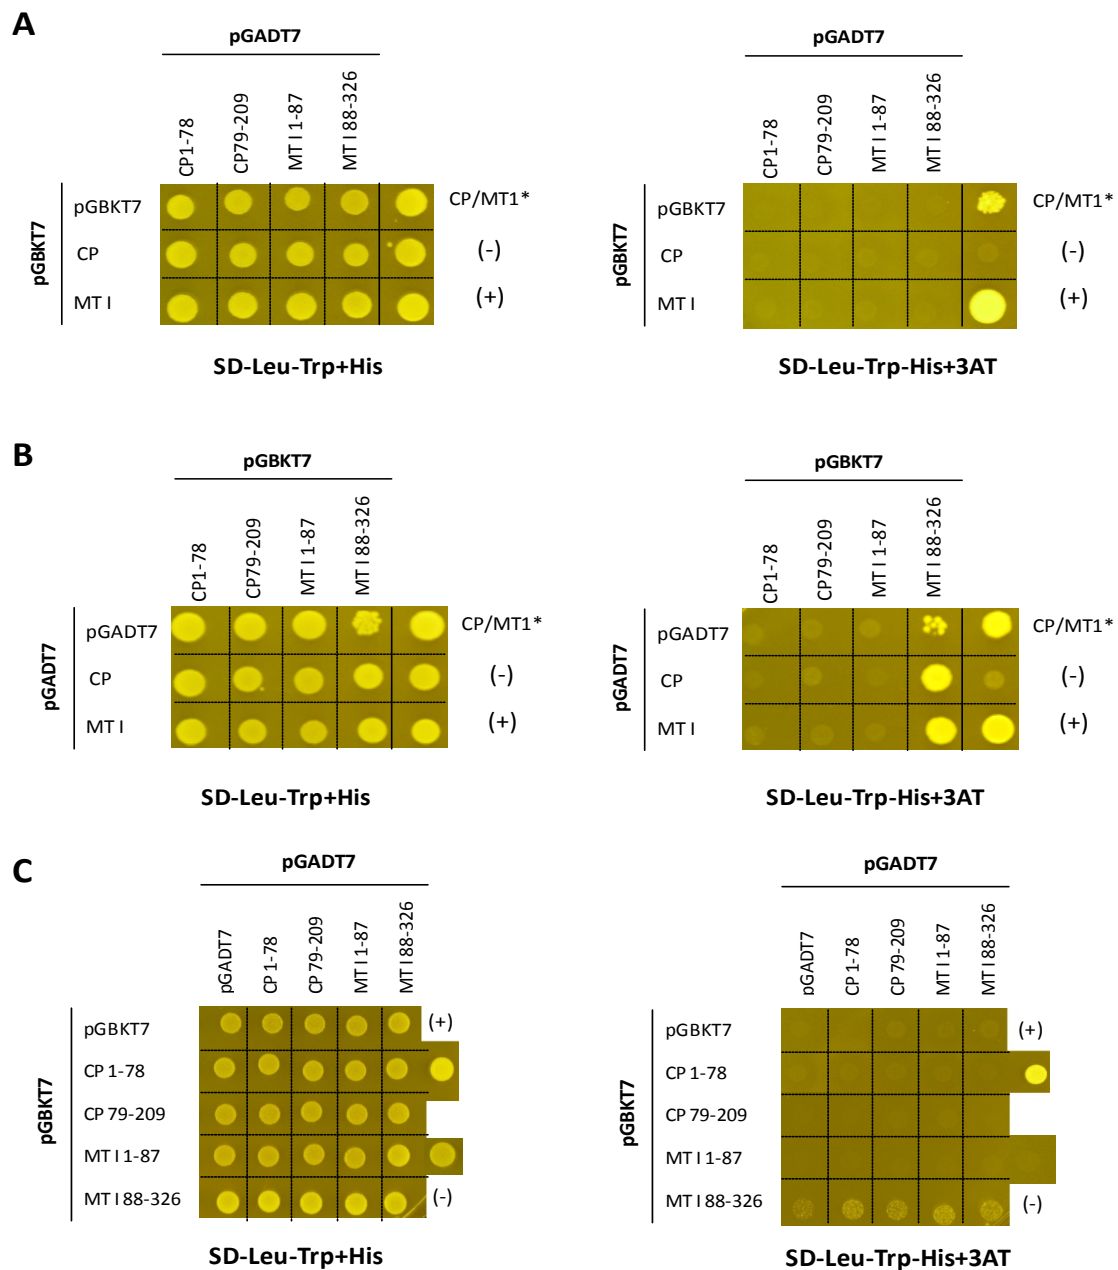 A
pGADT7
CP1-78
CP79-209
MT I 1-87
MT I 88-326
pGBKT7
pGBKT7
CP
MT I
CP/MT1*
(-)
(+)
SD-Leu-Trp+His
pGADT7
CP1-78
CP79-209
MT I 1-87
MT I 88-326
pGBKT7
pGBKT7
CP
MT I
CP/MT1*
(-)
(+)
SD-Leu-Trp-His+3AT
B
pGBKT7
CP1-78
CP79-209
MT I 1-87
MT I 88-326
pGADT7
pGADT7
CP
MT I
CP/MT1*
(-)
(+)
SD-Leu-Trp+His
pGBKT7
CP1-78
CP79-209
MT I 1-87
MT I 88-326
pGADT7
pGADT7
CP
MT I
CP/MT1*
(-)
(+)
SD-Leu-Trp-His+3AT
C
pGADT7
pGADT7
CP 1-78
CP 79-209
MT I 1-87
MT I 88-326
pGBKT7
pGBKT7
CP 1-78
CP 79-209
MT I 1-87
MT I 88-326
(+)
(-)
SD-Leu-Trp+His
pGADT7
pGADT7
CP 1-78
CP 79-209
MT I 1-87
MT I 88-326
pGBKT7
pGBKT7
CP 1-78
CP 79-209
MT I 1-87
MT I 88-326
(+)
(-)
SD-Leu-Trp-His+3AT